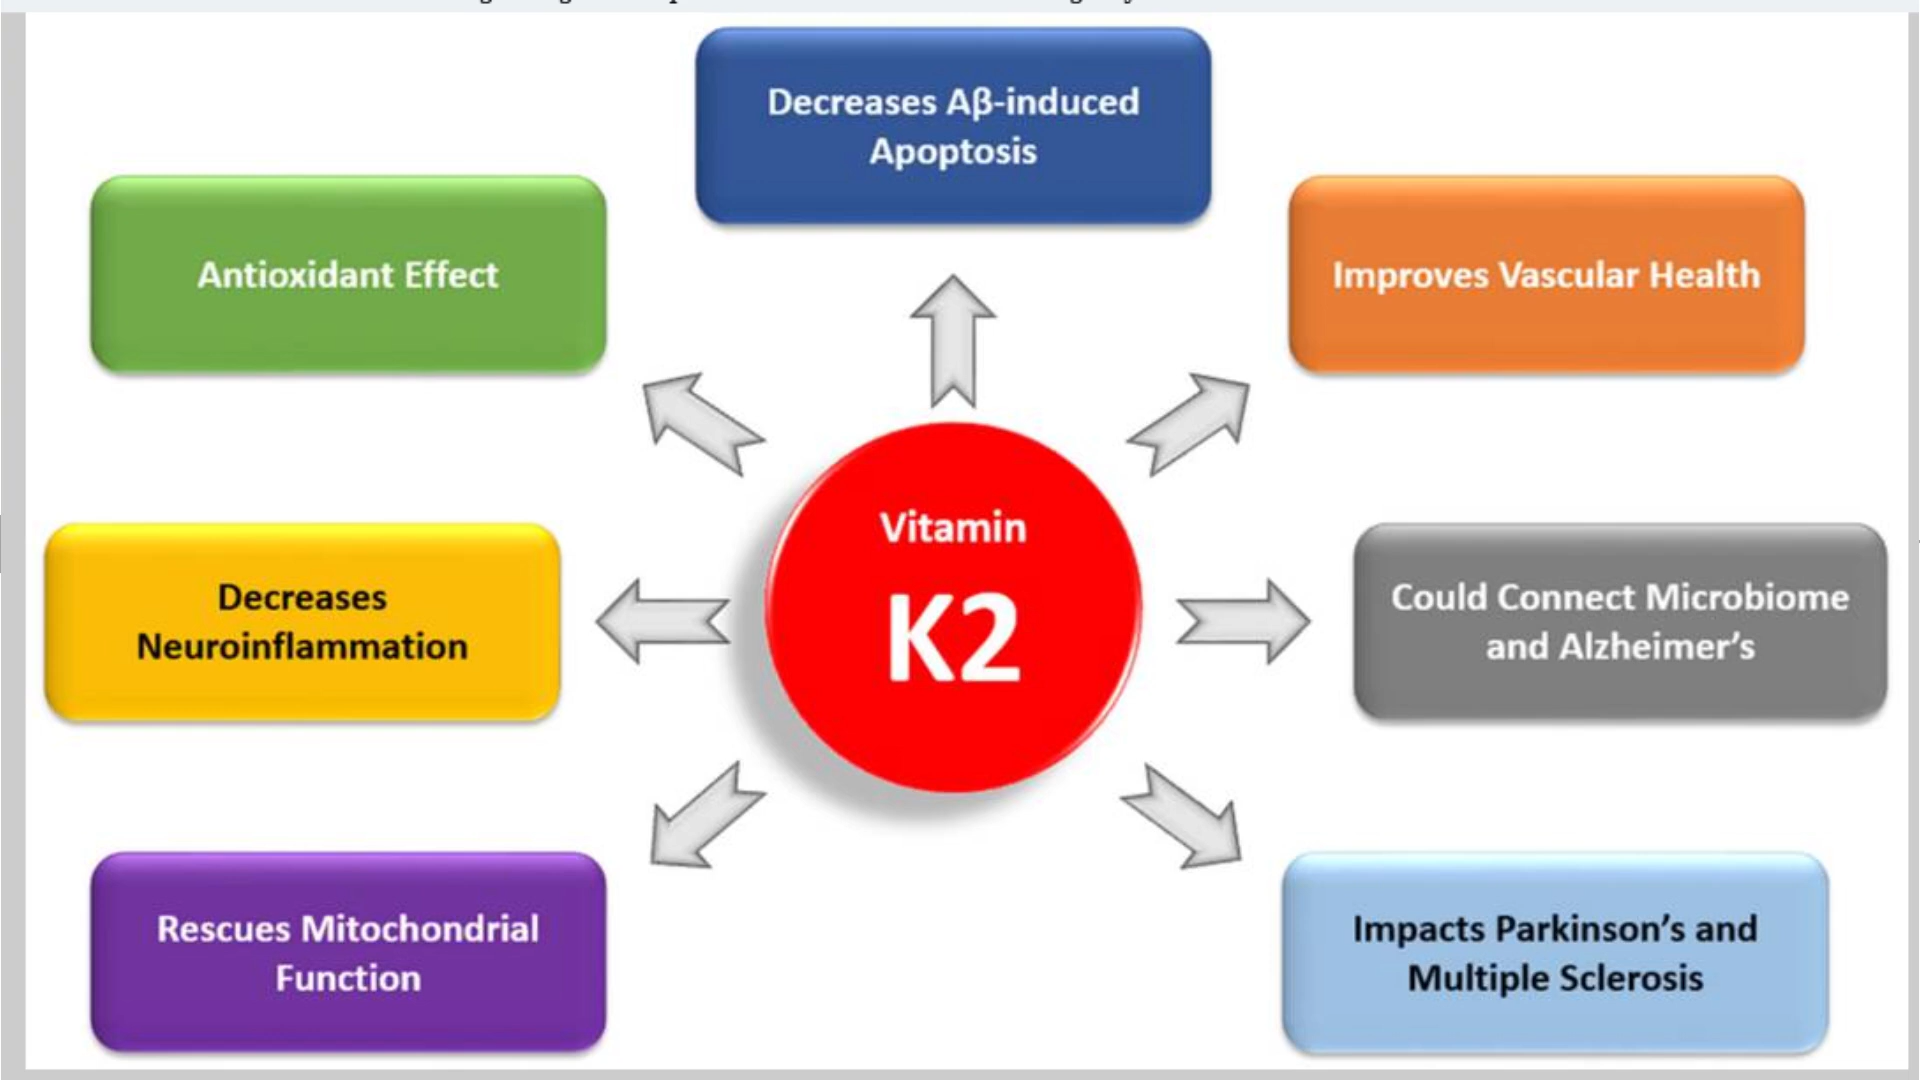 Decreases Aβ-induced
Apoptosis
Antioxidant Effect
Improves Vascular Health
Vitamin
K2
Decreases
Neuroinflammation
Could Connect Microbiome
and Alzheimer’s
Rescues Mitochondrial
Function
Impacts Parkinson’s and
Multiple Sclerosis